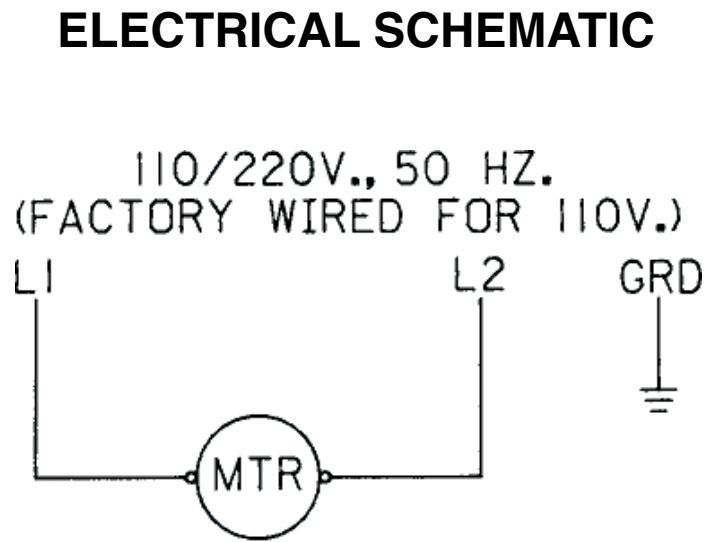 ELECTRICAL SCHEMATIC
110/220V., 50 HZ.
(FACTORY WIRED FOR 110V.)
L1 L2 GRD
MTR